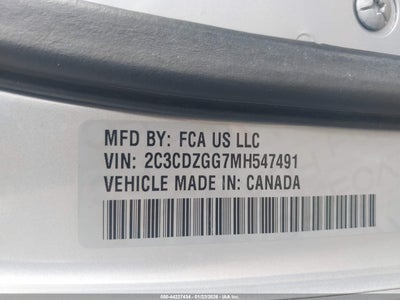 MFD BY: FCA US LLC
VIN: 2C3CDZGG7MH547491
VEHICLE MADE IN: CANADA